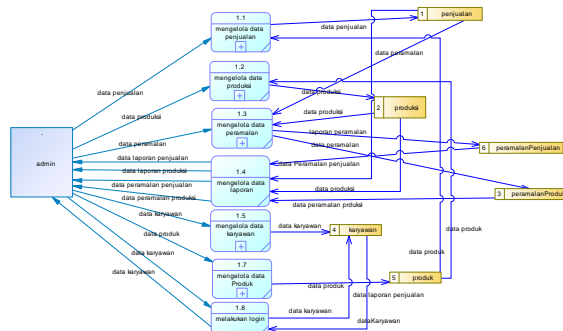 1.1
mengelola data
penjualan
1 penjualan
data penjualan
data peramalan
1.2
mengelola data
produksi
data penjualan
data produksi
data produksi
2 produksi
1.3
mengelola data
peramalan
data produksi
laporan peramalan
data peramalan
data produksi
data peramalan
6 peramalanPenjualan
admin
data laporan penjualan
data laporan produksi
data peramalan penjualan
data peramalan produksi
1.4
mengelola data
laporan
data Peramalan penjualan
data produksi
3 peramalanProduk
data peramalan prduksi
data karyawan
data produk
1.5
mengelola data
karyawan
data karyawan
4 karyawan
data produk
data karyawan
data karyawan
1.7
mengelola data
Produk
data produk
5 produk
data produk
data laporan penjualan
1.8
melakukan login
data karyawan
dataKaryawan